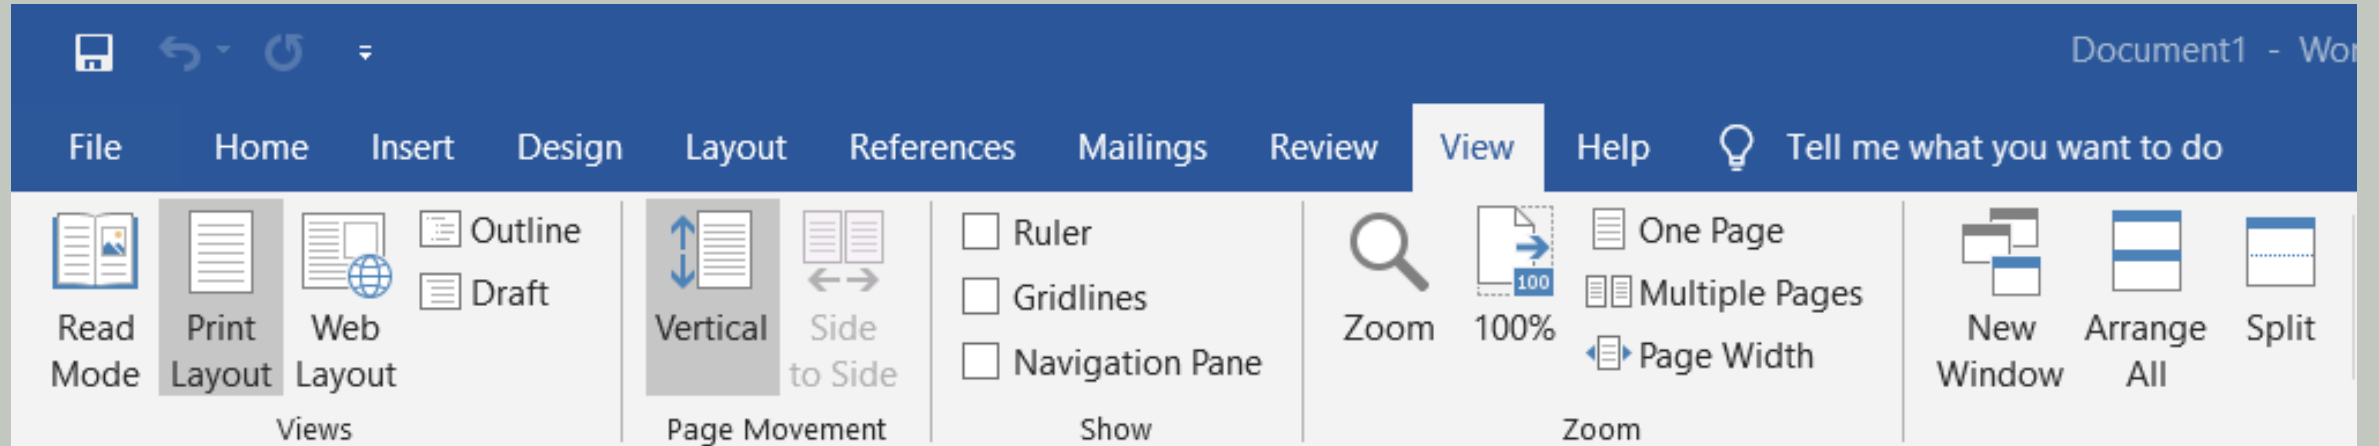 Document1 - Wor
File Home Insert Design Layout References Mailings Review View Help Tell me what you want to do
Read Mode
Print Layout
Web Layout
Outline
Draft
Views
Vertical
Side to Side
Page Movement
Ruler
Gridlines
Navigation Pane
Show
Zoom
100
100%
One Page
Multiple Pages
Page Width
Zoom
New Window
Arrange All
Split